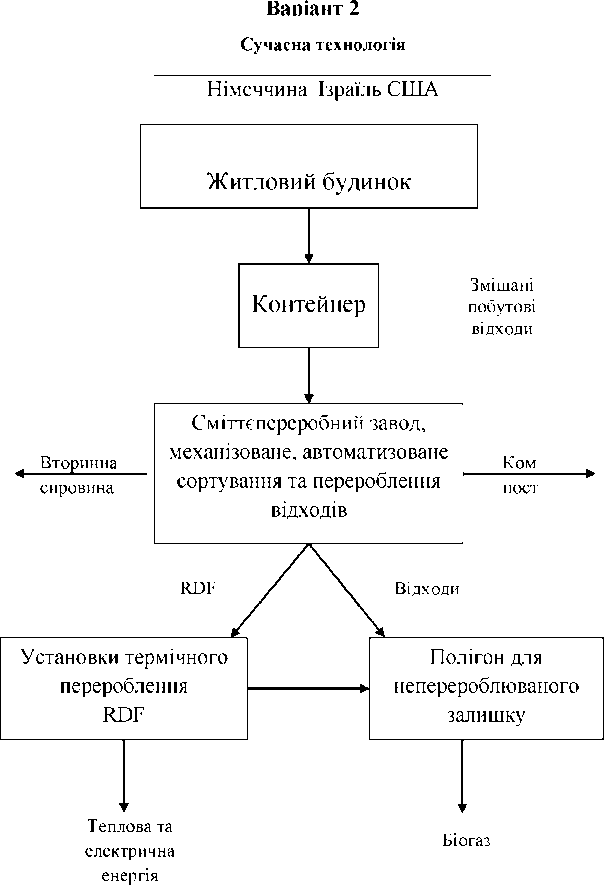 Варіант 2
Сучасна технологія
Німеччина Ізраїль США
Житловий будинок
Контейнер
Змішані
побутові
відходи
Сміттєпереробний завод,
механізоване, автоматизоване
сортування та перероблення
відходів
Вторинна
сировина
Ком
пост
RDF
Відходи
Установки термічного
перероблення
RDF
Полігон для
неперероблюваного
залишку
Теплова та
електрична
енергія
Біогаз